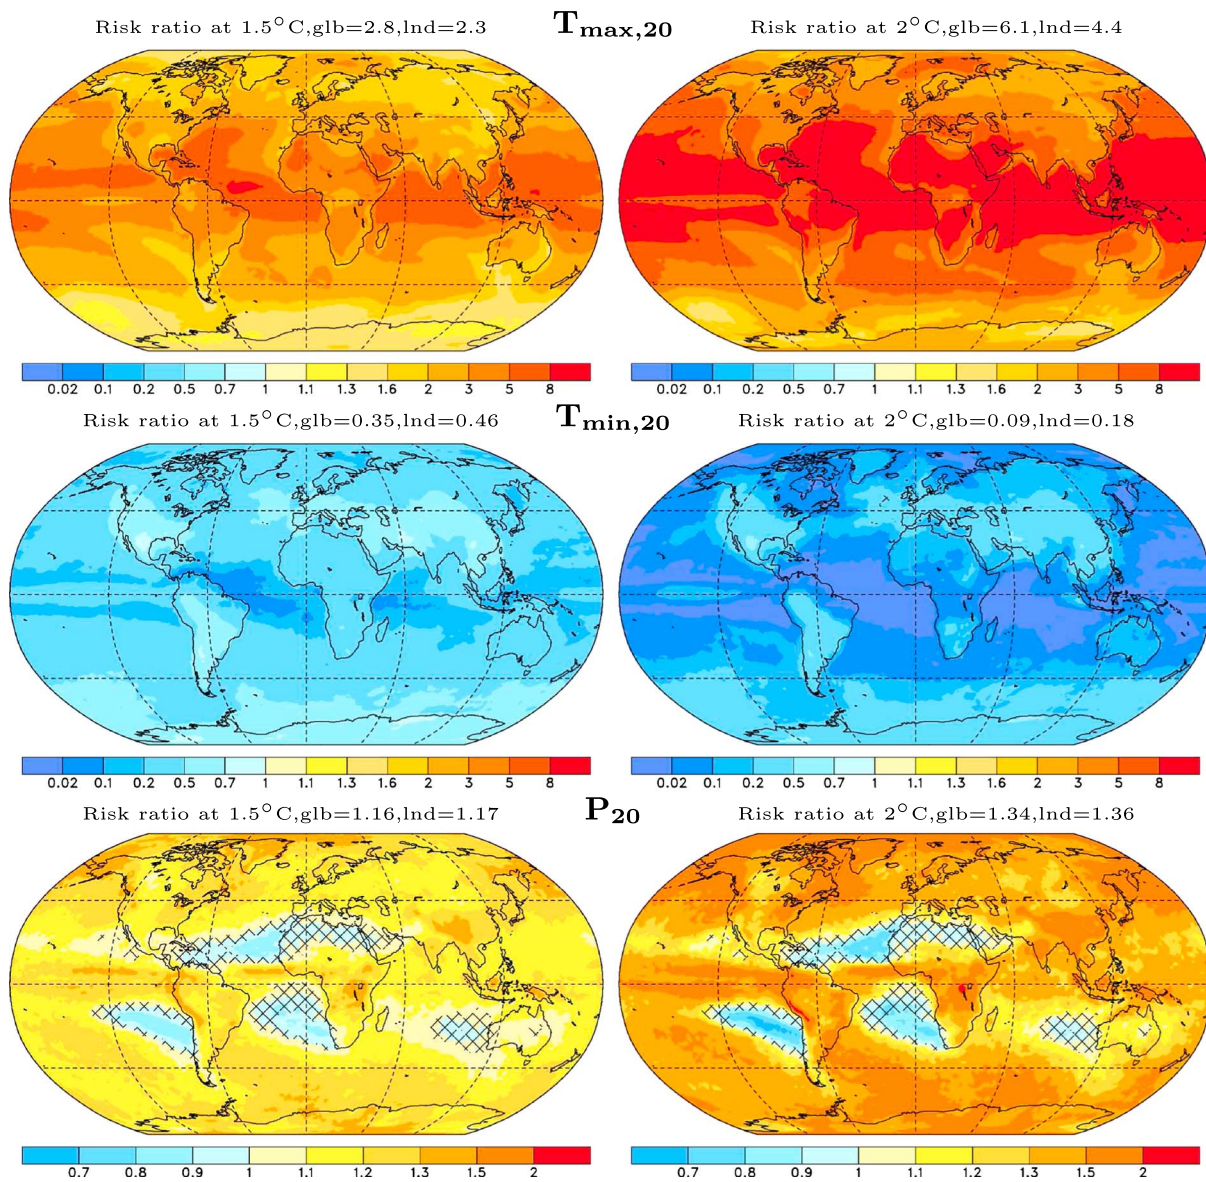 T_max,20
Risk ratio at 1.5°C,glb=2.8,lnd=2.3
Risk ratio at 2°C,glb=6.1,lnd=4.4
0.02 0.1 0.2 0.5 0.7 1 1.1 1.3 1.6 2 3 5 8
0.02 0.1 0.2 0.5 0.7 1 1.1 1.3 1.6 2 3 5 8
T_min,20
Risk ratio at 1.5°C,glb=0.35,lnd=0.46
Risk ratio at 2°C,glb=0.09,lnd=0.18
0.02 0.1 0.2 0.5 0.7 1 1.1 1.3 1.6 2 3 5 8
0.02 0.1 0.2 0.5 0.7 1 1.1 1.3 1.6 2 3 5 8
P_20
Risk ratio at 1.5°C,glb=1.16,lnd=1.17
Risk ratio at 2°C,glb=1.34,lnd=1.36
0.7 0.8 0.9 1 1.1 1.2 1.3 1.5 2
0.7 0.8 0.9 1 1.1 1.2 1.3 1.5 2